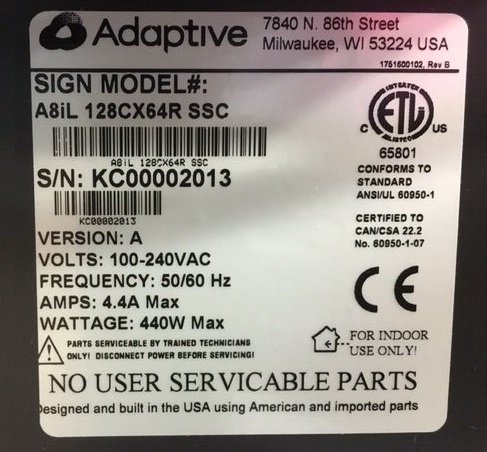 Adaptive
7840 N. 86th Street
Milwaukee, WI 53224 USA
1751600102, Rev B
SIGN MODEL#:
A8iL 128CX64R SSC
A8iL 128CX64R SSC
S/N: KC00002013
KC00002013
VERSION: A
VOLTS: 100-240VAC
FREQUENCY: 50/60 Hz
AMPS: 4.4A Max
WATTAGE: 440W Max
INTERTEK
C ETL US
65801
CONFORMS TO
STANDARD
ANSI/UL 60950-1
CERTIFIED TO
CAN/CSA 22.2
No. 60950-1-07
CE
PARTS SERVICEABLE BY TRAINED TECHNICIANS
ONLY! DISCONNECT POWER BEFORE SERVICING!
FOR INDOOR
USE ONLY!
NO USER SERVICABLE PARTS
Designed and built in the USA using American and imported parts